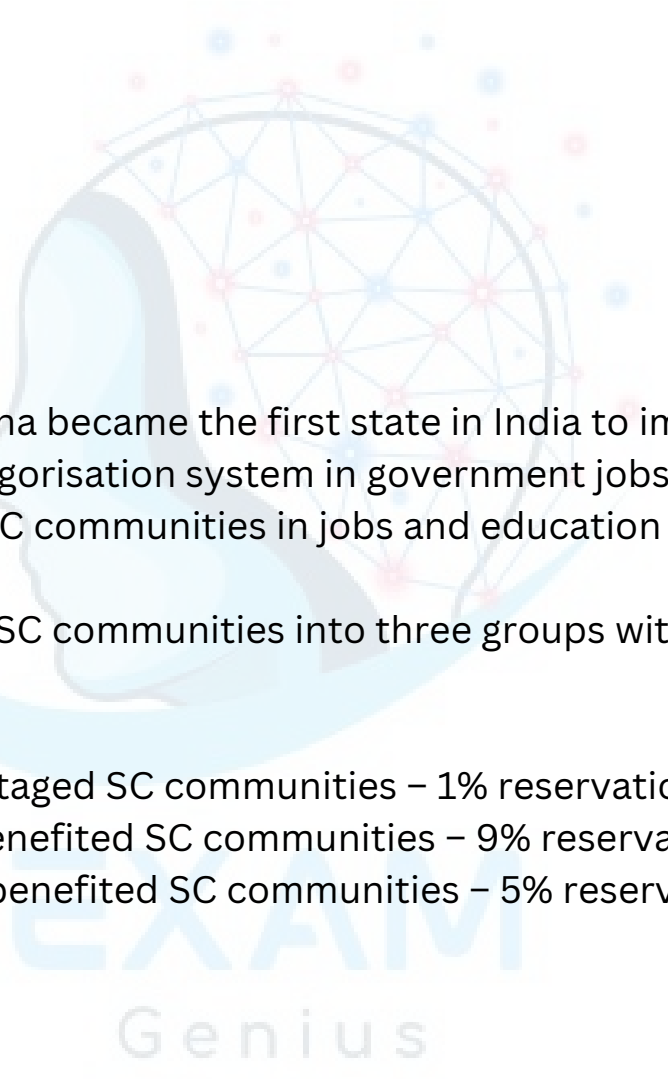 na became the first state in India to im
gorisation system in government jobs
C communities in jobs and education
SC communities into three groups wit
taged SC communities – 1% reservatio
enefited SC communities – 9% reserva
benefited SC communities – 5% reserv
EXAM
Genius